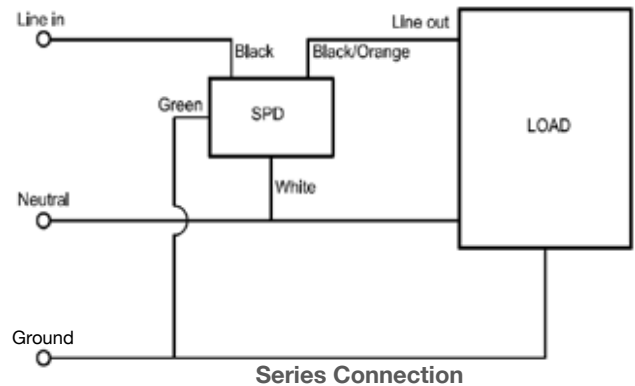 Line in
Line out
Black
Black/Orange
Green
SPD
LOAD
White
Neutral
Ground
Series Connection